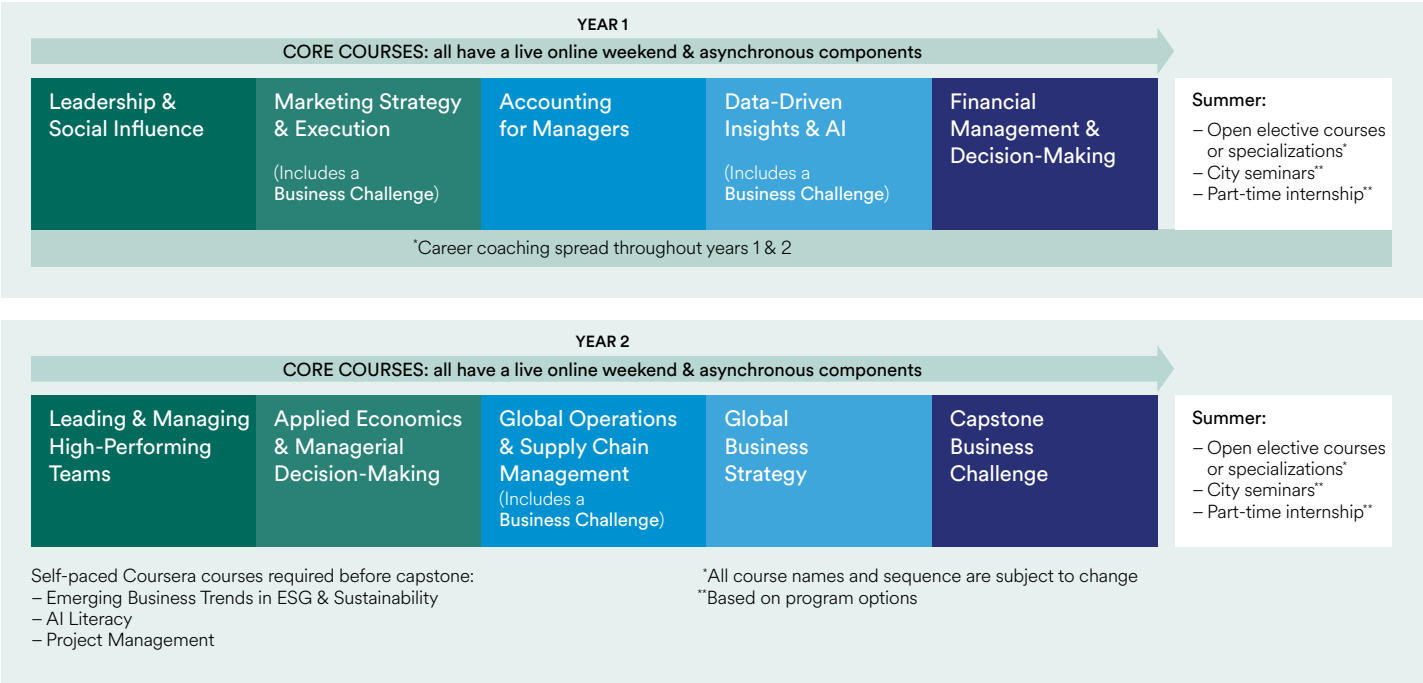 YEAR 1
CORE COURSES: all have a live online weekend & asynchronous components
Leadership &
Social Influence
Marketing Strategy
& Execution
(Includes a
Business Challenge)
Accounting
for Managers
Data-Driven
Insights & AI
(Includes a
Business Challenge)
Financial
Management &
Decision-Making
Summer:
– Open elective courses
or specializations*
– City seminars**
– Part-time internship**
*Career coaching spread throughout years 1 & 2
YEAR 2
CORE COURSES: all have a live online weekend & asynchronous components
Leading & Managing
High-Performing
Teams
Applied Economics
& Managerial
Decision-Making
Global Operations
& Supply Chain
Management
(Includes a
Business Challenge)
Global
Business
Strategy
Capstone
Business
Challenge
Summer:
– Open elective courses
or specializations*
– City seminars**
– Part-time internship**
Self-paced Coursera courses required before capstone:
– Emerging Business Trends in ESG & Sustainability
– AI Literacy
– Project Management
*All course names and sequence are subject to change
**Based on program options